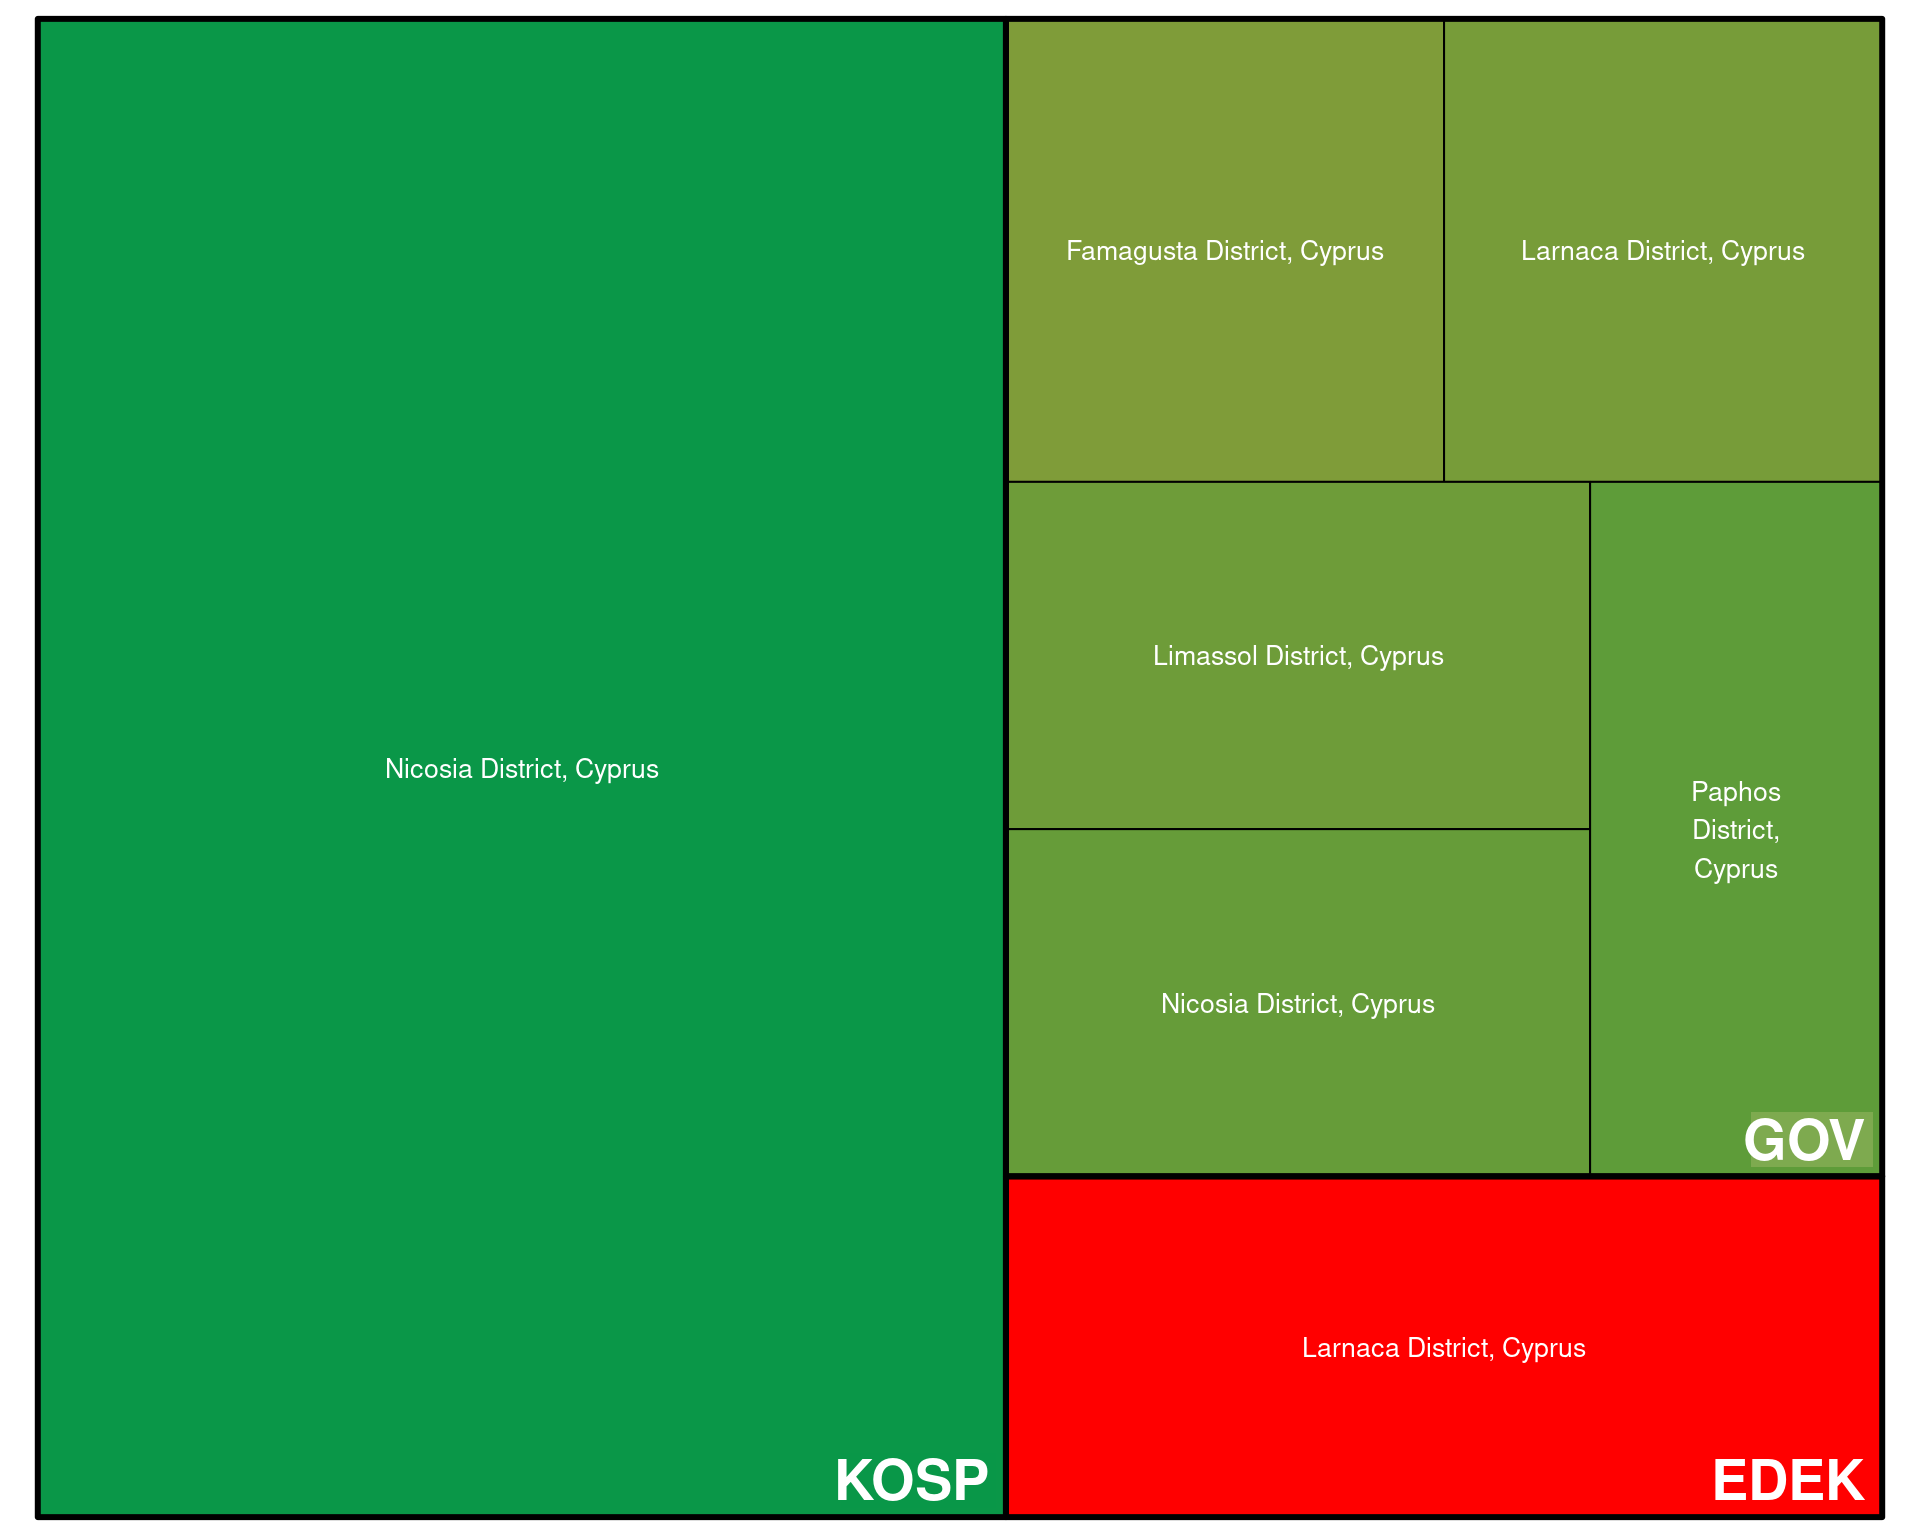 Nicosia District, Cyprus
KOSP
Famagusta District, Cyprus
Larnaca District, Cyprus
Limassol District, Cyprus
Nicosia District, Cyprus
Paphos
District,
Cyprus
GOV
Larnaca District, Cyprus
EDEK